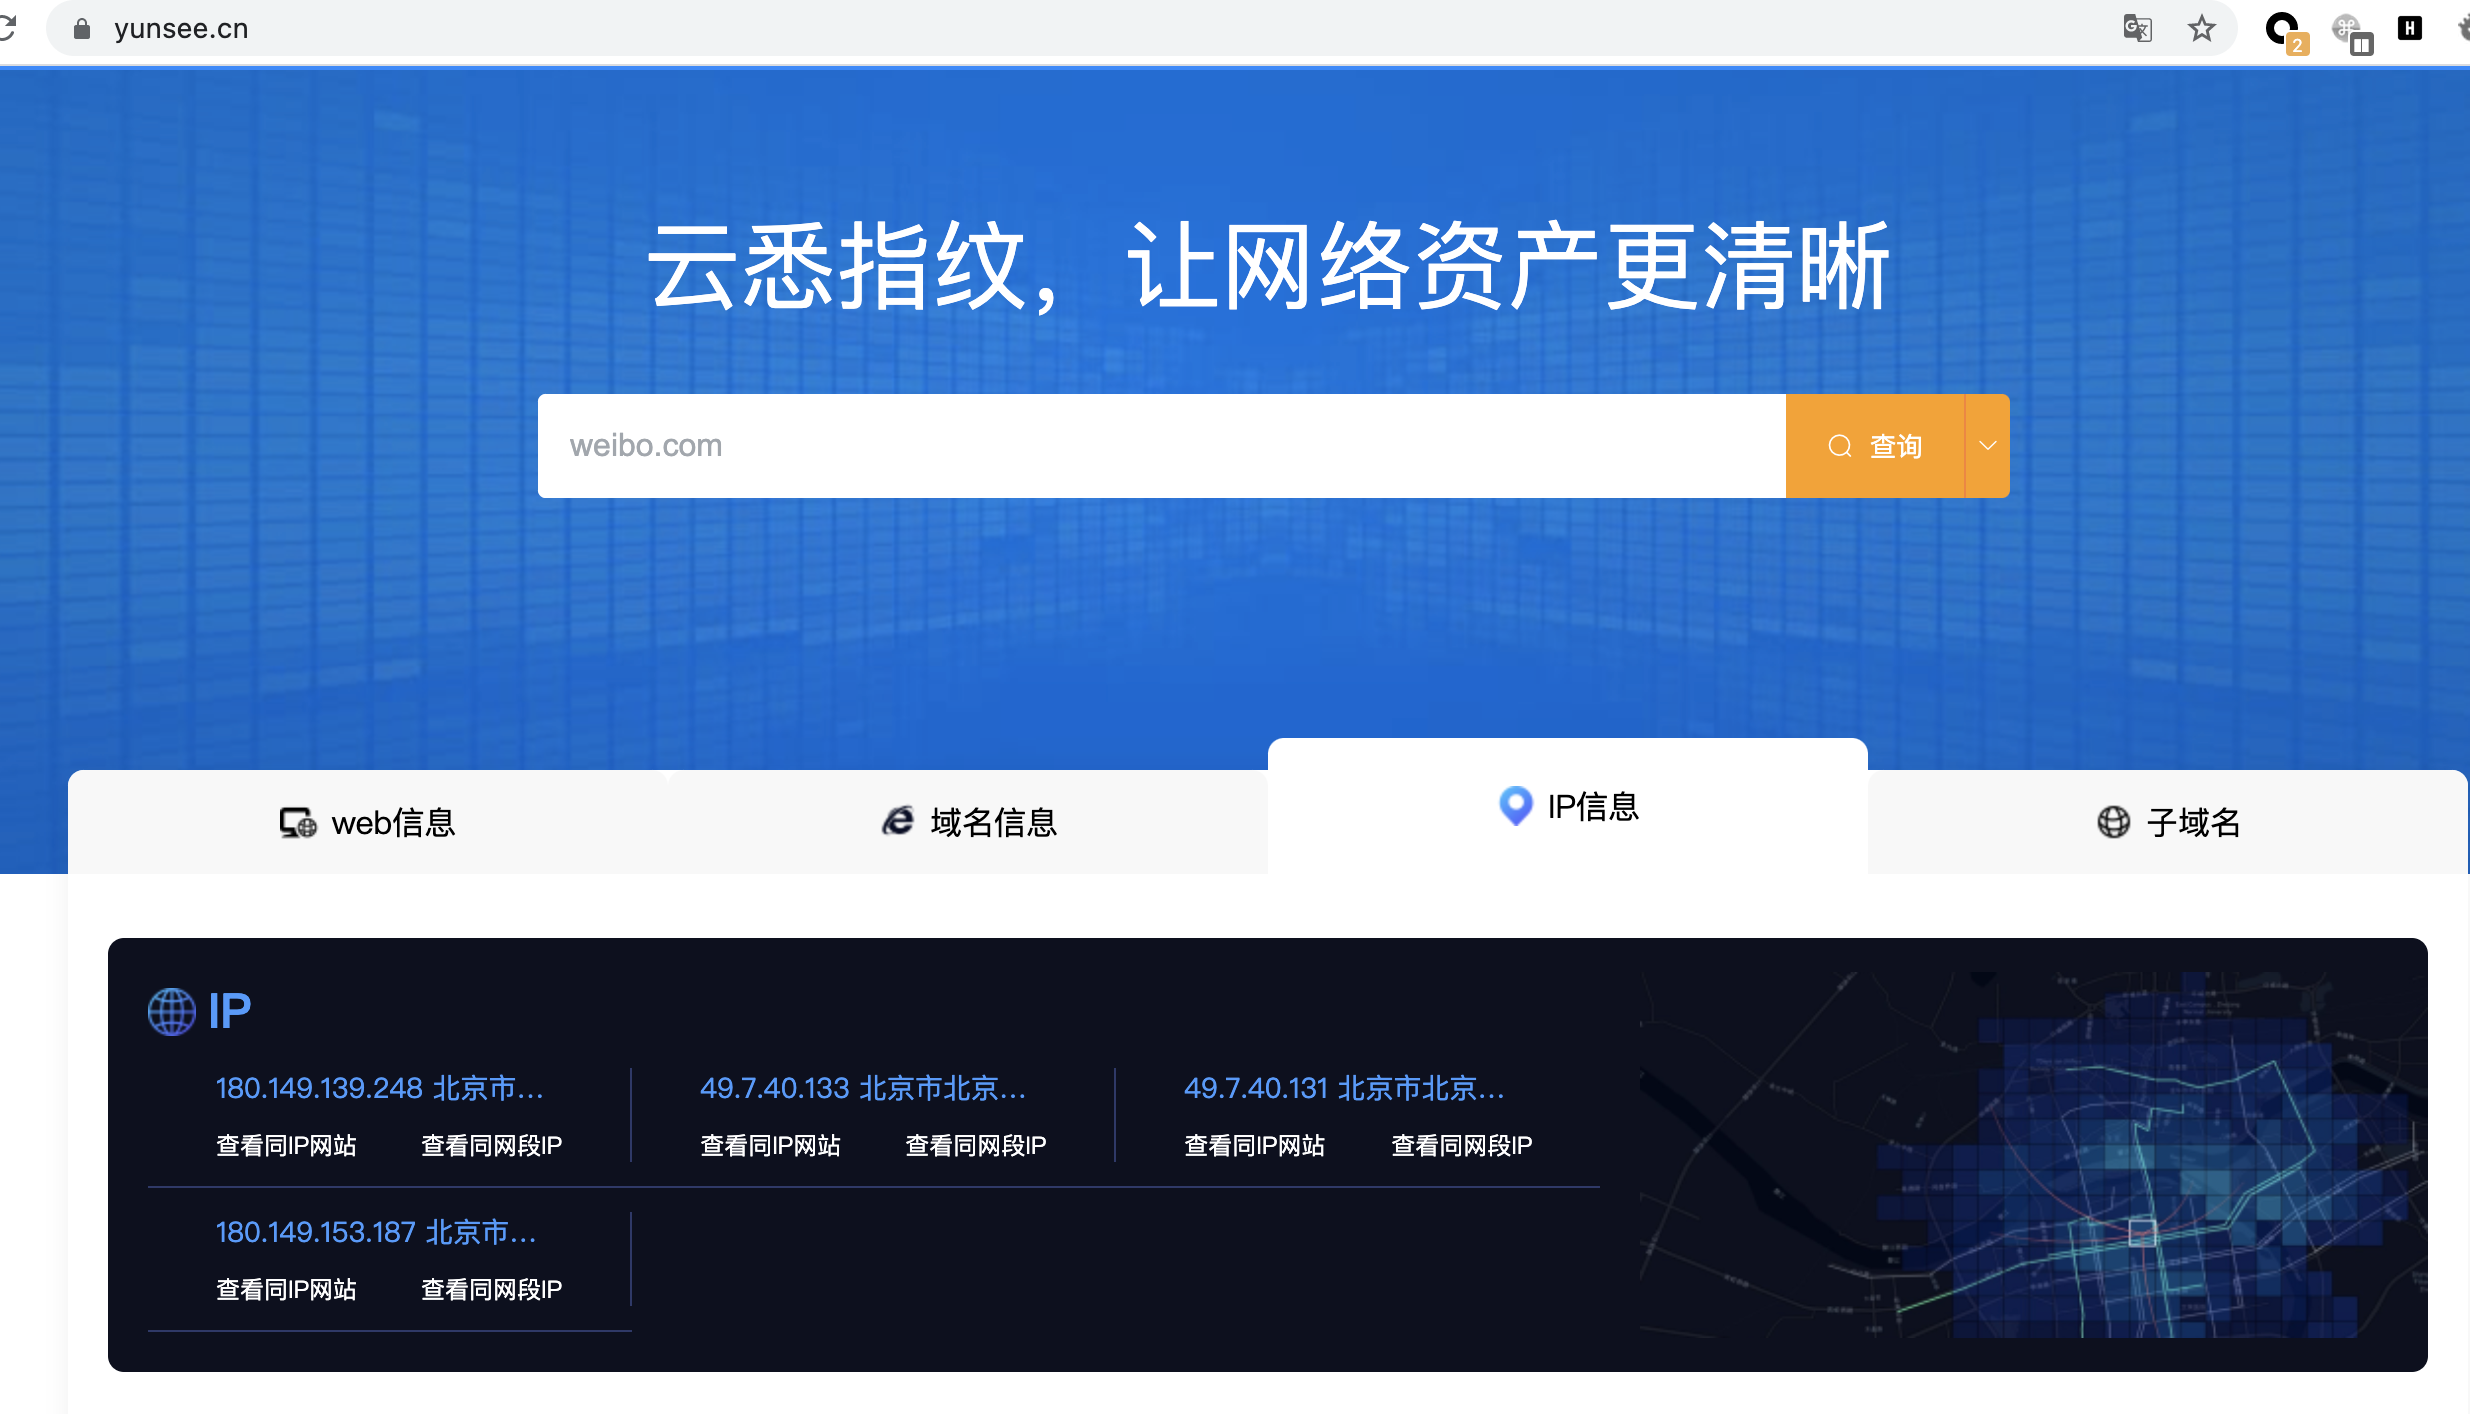 yunsee.cn
2
H
云悉指纹，让网络资产更清晰
weibo.com
查询
web信息
域名信息
IP信息
子域名
IP
180.149.139.248 北京市...
49.7.40.133 北京市北京...
49.7.40.131 北京市北京...
查看同IP网站 查看同网段IP
查看同IP网站 查看同网段IP
查看同IP网站 查看同网段IP
180.149.153.187 北京市...
查看同IP网站 查看同网段IP